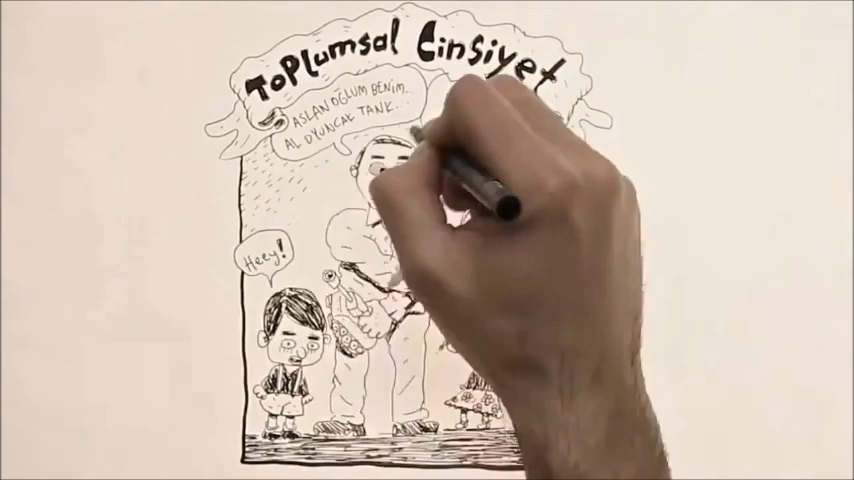 Toplumsal Cinsiyet
ASLAN OĞLUM BENİM...
AL OYUNCAK TANK...
Heey!